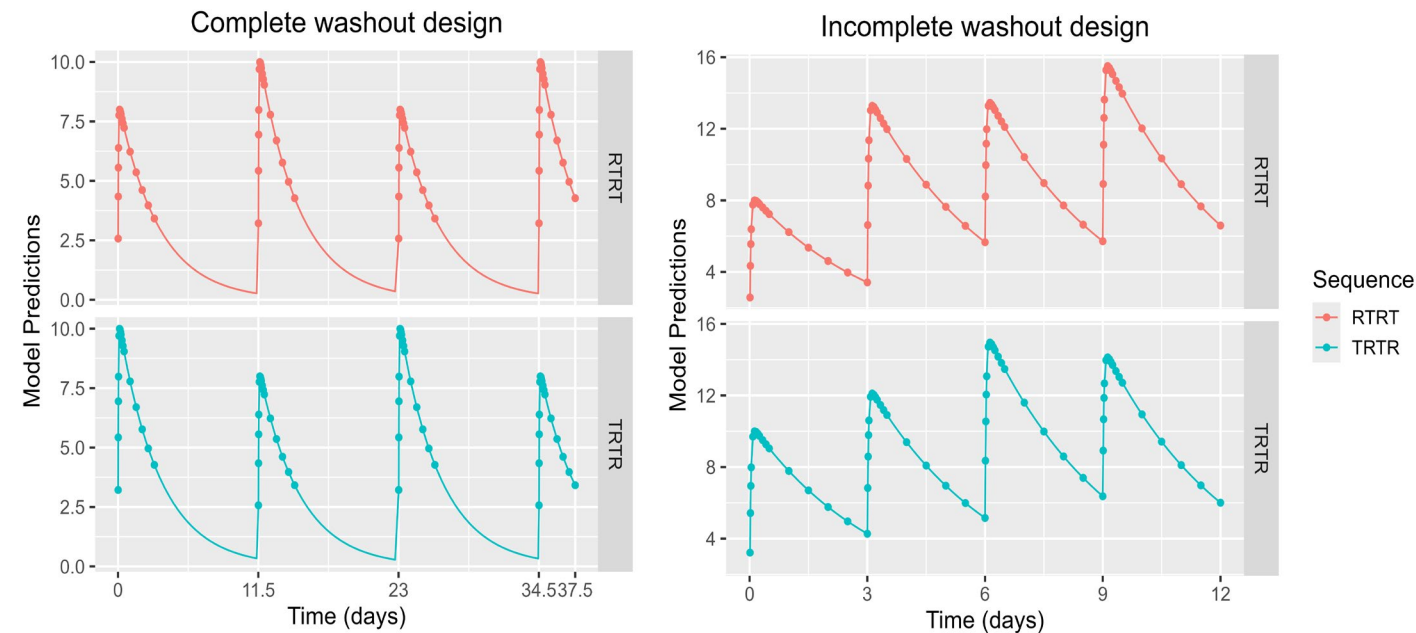 Complete washout design
Model Predictions
10.0
7.5
5.0
2.5
0.0
RTRT
10.0
7.5
5.0
2.5
0.0
TRTR
0
11.5
23
34.5
37.5
Time (days)
Incomplete washout design
Model Predictions
16
12
8
4
RTRT
16
12
8
4
TRTR
0
3
6
9
12
Time (days)
Sequence
RTRT
TRTR